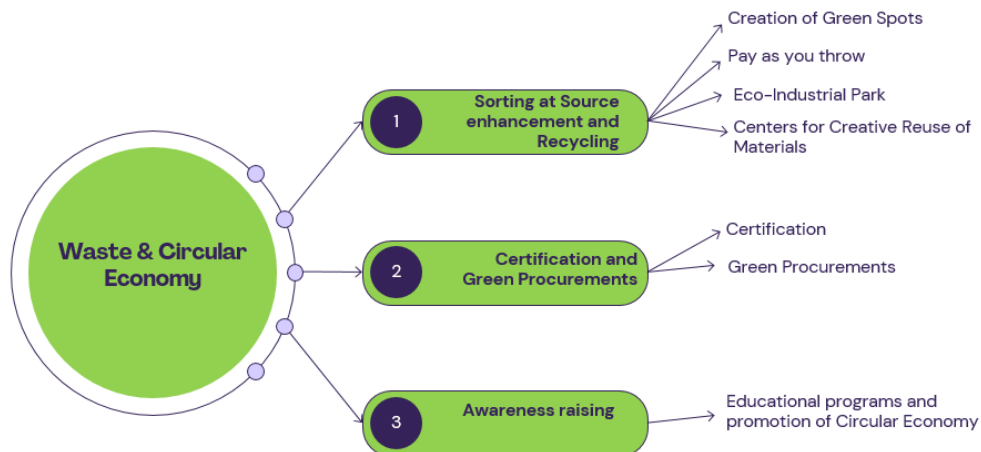 Waste & Circular
Economy
1
Sorting at Source
enhancement and
Recycling
Creation of Green Spots
Pay as you throw
Eco-Industrial Park
Centers for Creative Reuse of
Materials
2
Certification and
Green Procurements
Certification
Green Procurements
3
Awareness raising
Educational programs and
promotion of Circular Economy